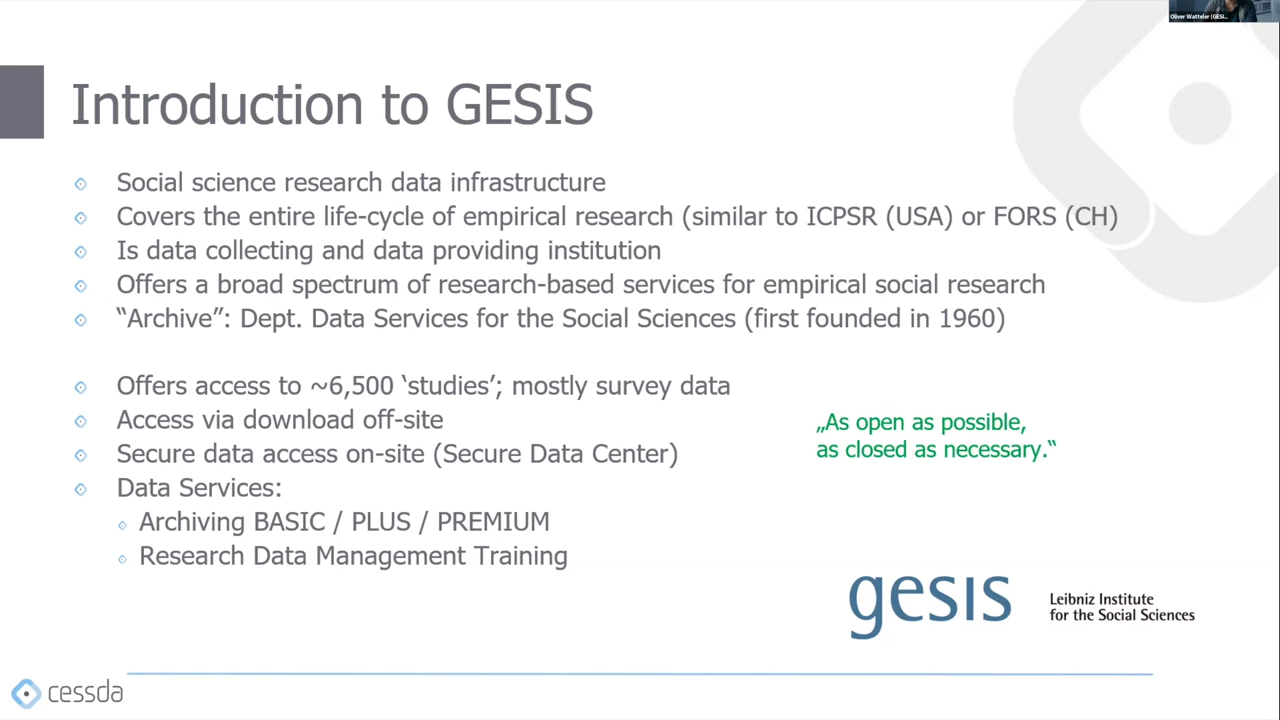 Oliver Watteler (GESI...
Introduction to GESIS
Social science research data infrastructure
Covers the entire life-cycle of empirical research (similar to ICPSR (USA) or FORS (CH)
Is data collecting and data providing institution
Offers a broad spectrum of research-based services for empirical social research
“Archive”: Dept. Data Services for the Social Sciences (first founded in 1960)
Offers access to ~6,500 ‘studies’; mostly survey data
Access via download off-site
Secure data access on-site (Secure Data Center)
Data Services:
Archiving BASIC / PLUS / PREMIUM
Research Data Management Training
„As open as possible,
as closed as necessary.“
gesis
Leibniz Institute
for the Social Sciences
cessda